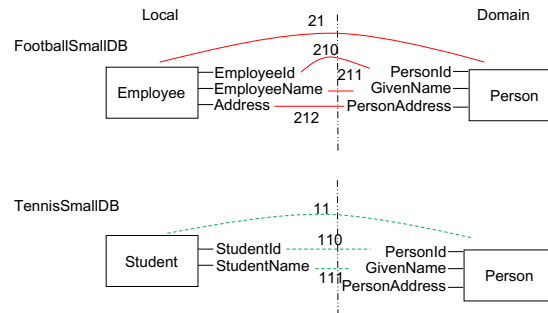 Local Domain
21
FootballSmallDB
210
EmployeeId 211 PersonId
Employee EmployeeName GivenName Person
Address PersonAddress
212
TennisSmallDB
11
StudentId 110 PersonId
Student StudentName GivenName Person
111 PersonAddress